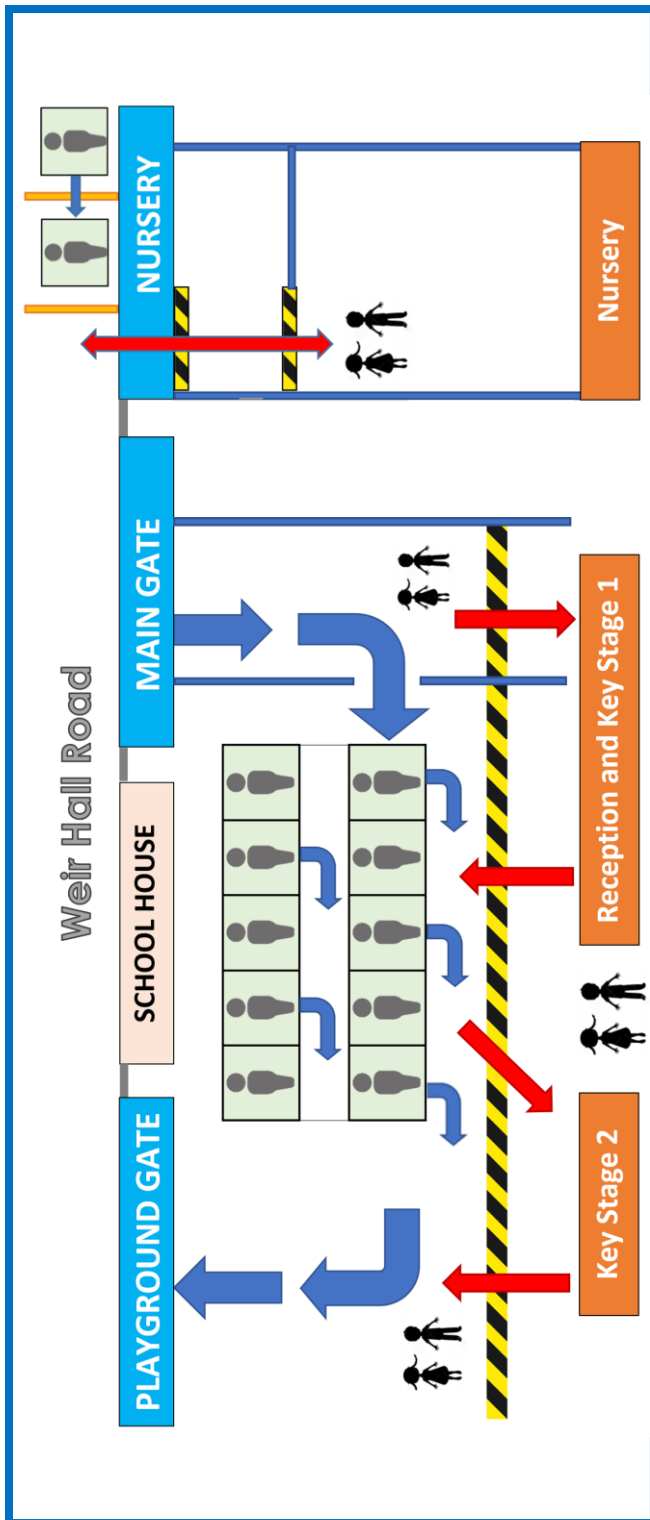 Weir Hall Road
PLAYGROUND GATE
SCHOOL HOUSE
MAIN GATE
NURSERY
Key Stage 2
Reception and Key Stage 1
Nursery